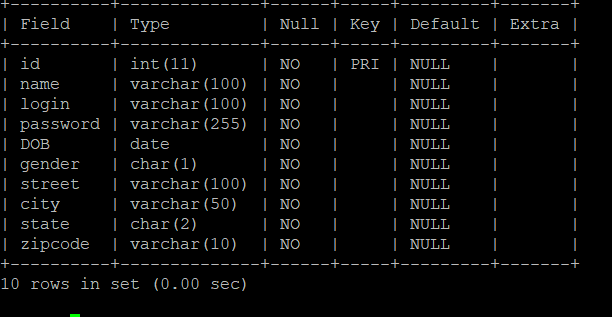 +----------+--------------+------+-----+---------+-------+
| Field    | Type         | Null | Key | Default | Extra |
+----------+--------------+------+-----+---------+-------+
| id       | int(11)      | NO   | PRI | NULL    |       |
| name     | varchar(100) | NO   |     | NULL    |       |
| login    | varchar(100) | NO   |     | NULL    |       |
| password | varchar(255) | NO   |     | NULL    |       |
| DOB      | date         | NO   |     | NULL    |       |
| gender   | char(1)      | NO   |     | NULL    |       |
| street   | varchar(100) | NO   |     | NULL    |       |
| city     | varchar(50)  | NO   |     | NULL    |       |
| state    | char(2)      | NO   |     | NULL    |       |
| zipcode  | varchar(10)  | NO   |     | NULL    |       |
+----------+--------------+------+-----+---------+-------+
10 rows in set (0.00 sec)